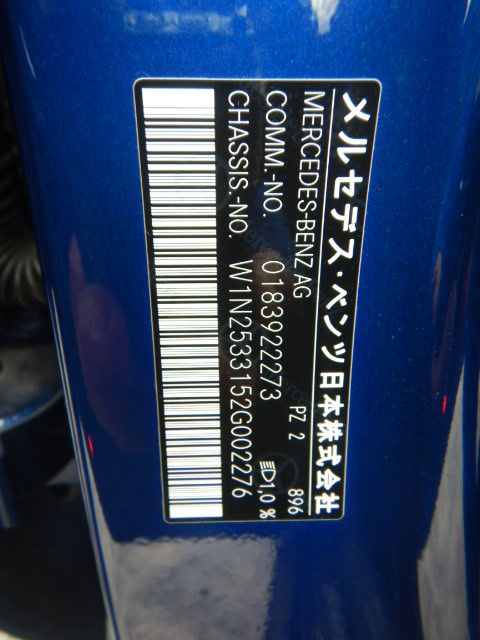 メルセデス・ベンツ日本株式会社
MERCEDES-BENZ AG PZ 2 896
COMM.-NO. 0183922273 1,0 %
CHASSIS.-NO. W1N2533152G002276